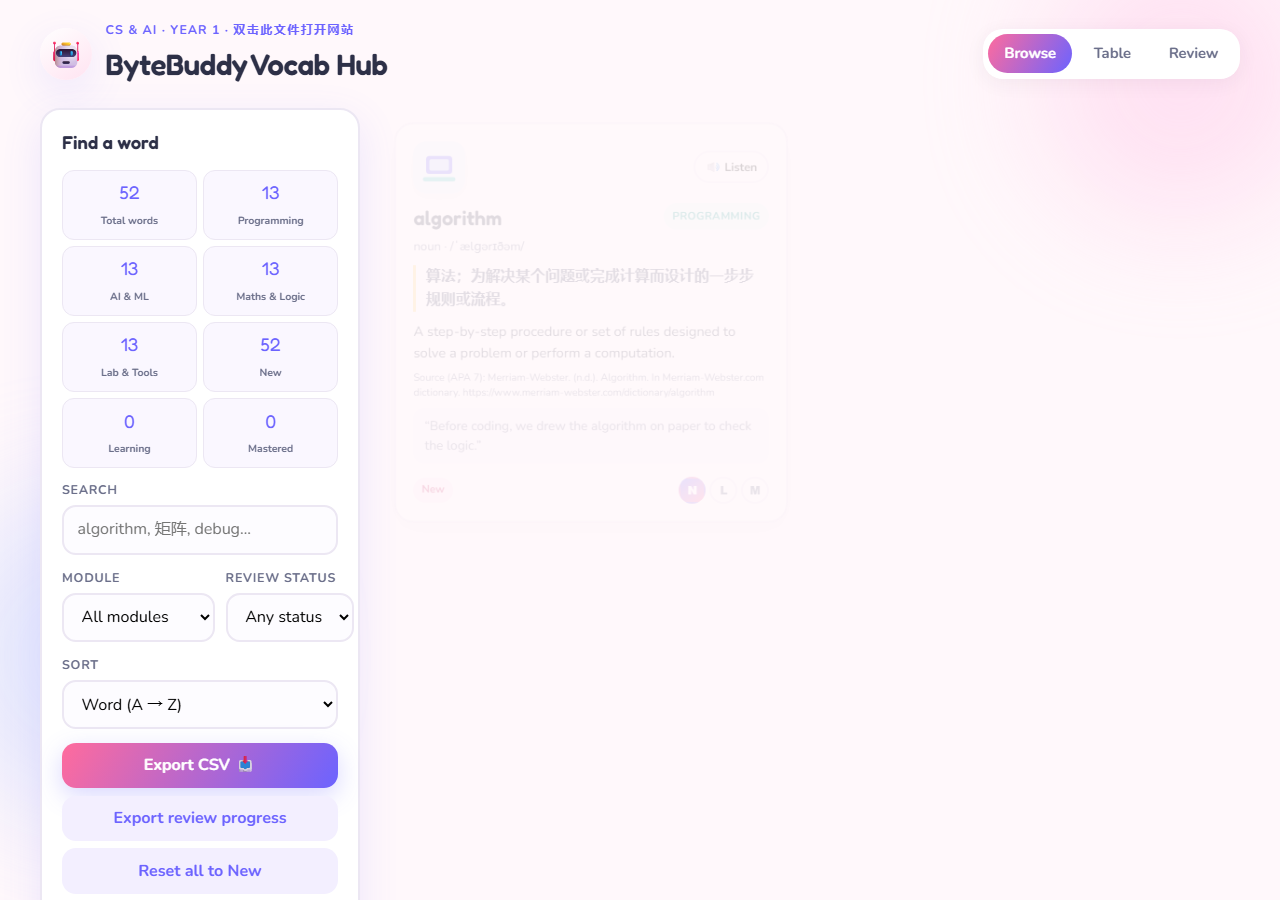 CS & AI · YEAR 1 · 双击此文件打开网站
ByteBuddy Vocab Hub
Browse
Table
Review
Find a word
52
Total words
13
Programming
13
AI & ML
13
Maths & Logic
13
Lab & Tools
52
New
0
Learning
0
Mastered
SEARCH
algorithm, 矩阵, debug...
MODULE
REVIEW STATUS
All modules
Any status
SORT
Word (A → Z)
Export CSV
Export review progress
Reset all to New
Listen
algorithm
PROGRAMMING
noun · /ˈælɡərɪðəm/
算法；为解决某个问题或完成计算而设计的一步步
规则或流程。
A step-by-step procedure or set of rules designed to
solve a problem or perform a computation.
Source (APA 7): Merriam-Webster. (n.d.). Algorithm. In Merriam-Webster.com
dictionary. https://www.merriam-webster.com/dictionary/algorithm
"Before coding, we drew the algorithm on paper to check
the logic."
New
N
L
M